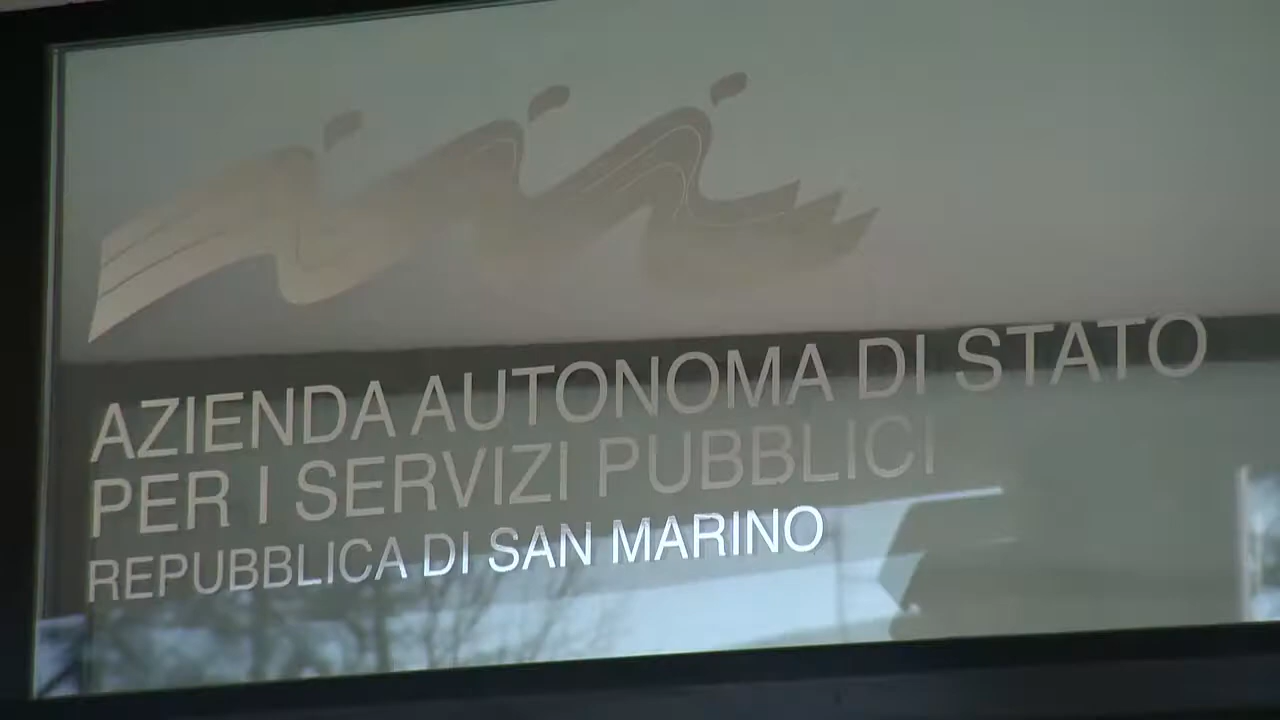 AZIENDA AUTONOMA DI STATO
PER I SERVIZI PUBBLICI
REPUBBLICA DI SAN MARINO